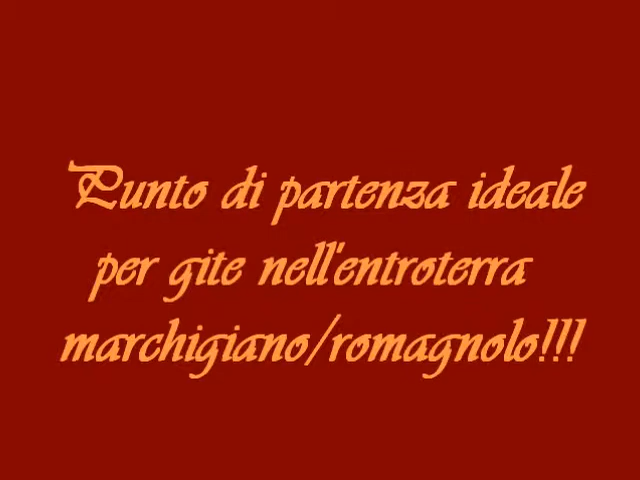 Punto di partenza ideale
per gite nell'entroterra
marchigiano/romagnolo!!!